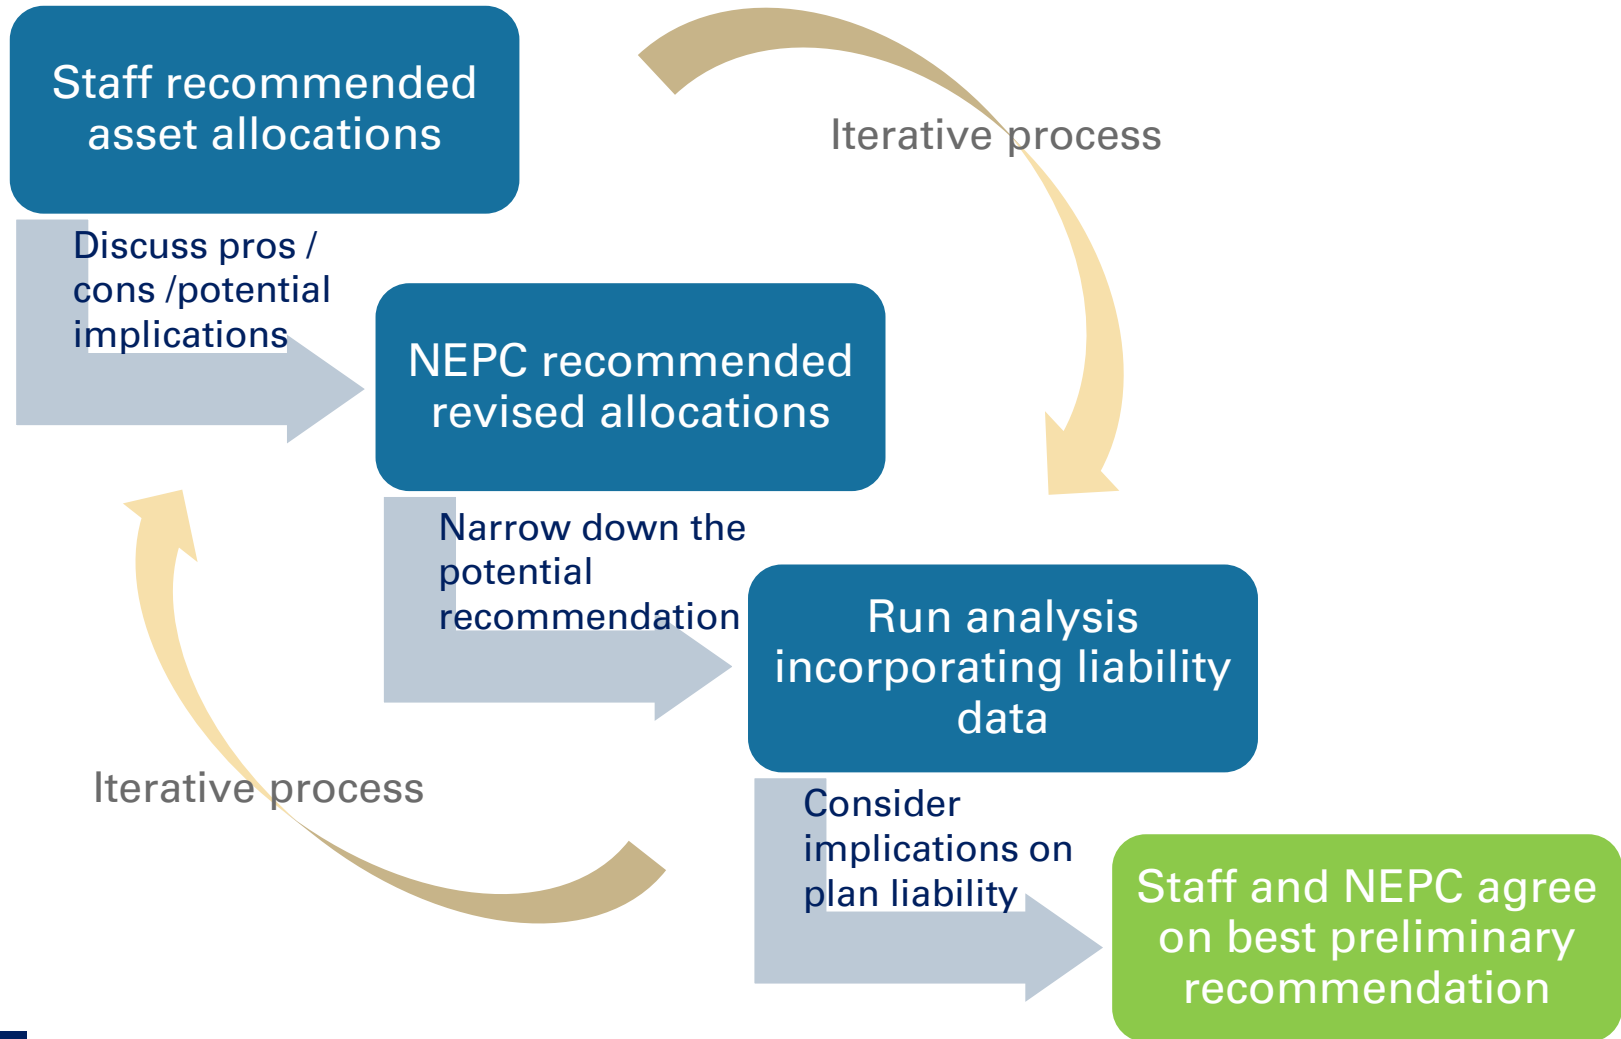 Staff recommended
asset allocations
Iterative process
Discuss pros /
cons /potential
implications
NEPC recommended
revised allocations
Narrow down the
potential
recommendation
Run analysis
incorporating liability
data
Iterative process
Consider
implications on
plan liability
Staff and NEPC agree
on best preliminary
recommendation